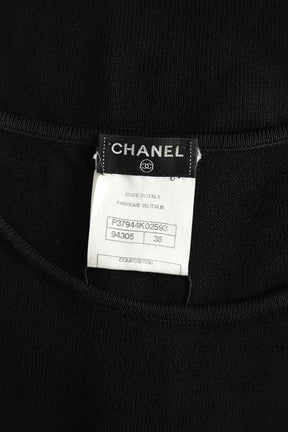 CHANEL
MADE IN ITALY
FABRIQUE EN ITALIE
P37944K02593
94305 38
COMPOSITION